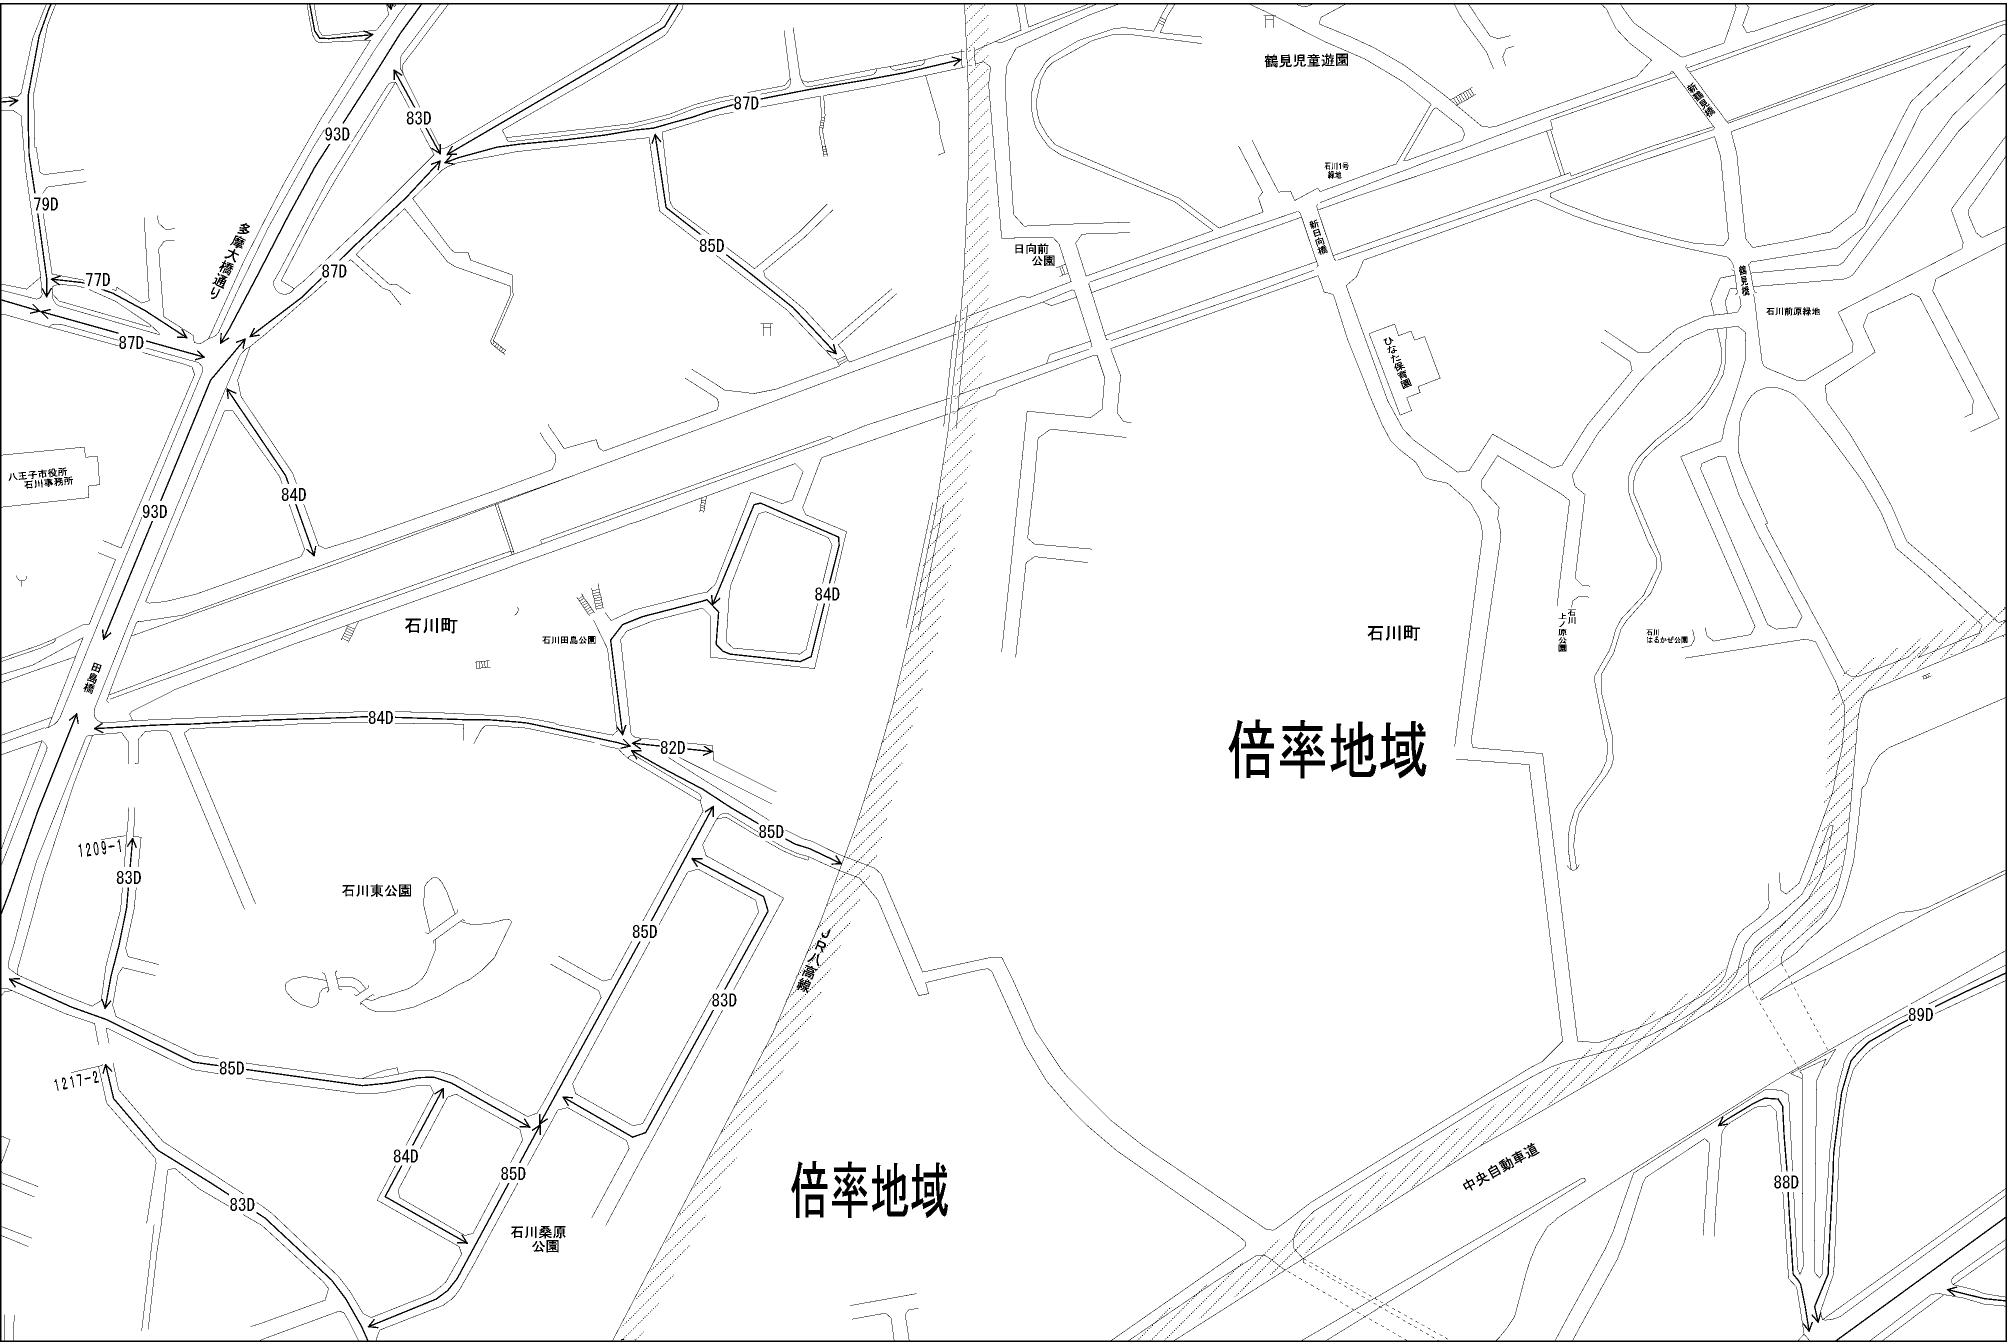 鶴見児童遊園
87D
83D
93D
新鶴見橋
石川1号
緑地
79D
多摩大橋通り
85D
日向前
公園
新日向橋
87D
77D
鶴見橋
石川前原緑地
87D
ひなた保育園
八王子市役所
石川事務所
84D
93D
84D
石川町
石川田島公園
石川町
石川
上ノ原公園
石川
はるかぜ公園
田島橋
84D
82D
倍率地域
85D
1209-1
83D
石川東公園
85D
JR八高線
83D
89D
85D
1217-2
84D
85D
中央自動車道
88D
83D
倍率地域
石川桑原
公園